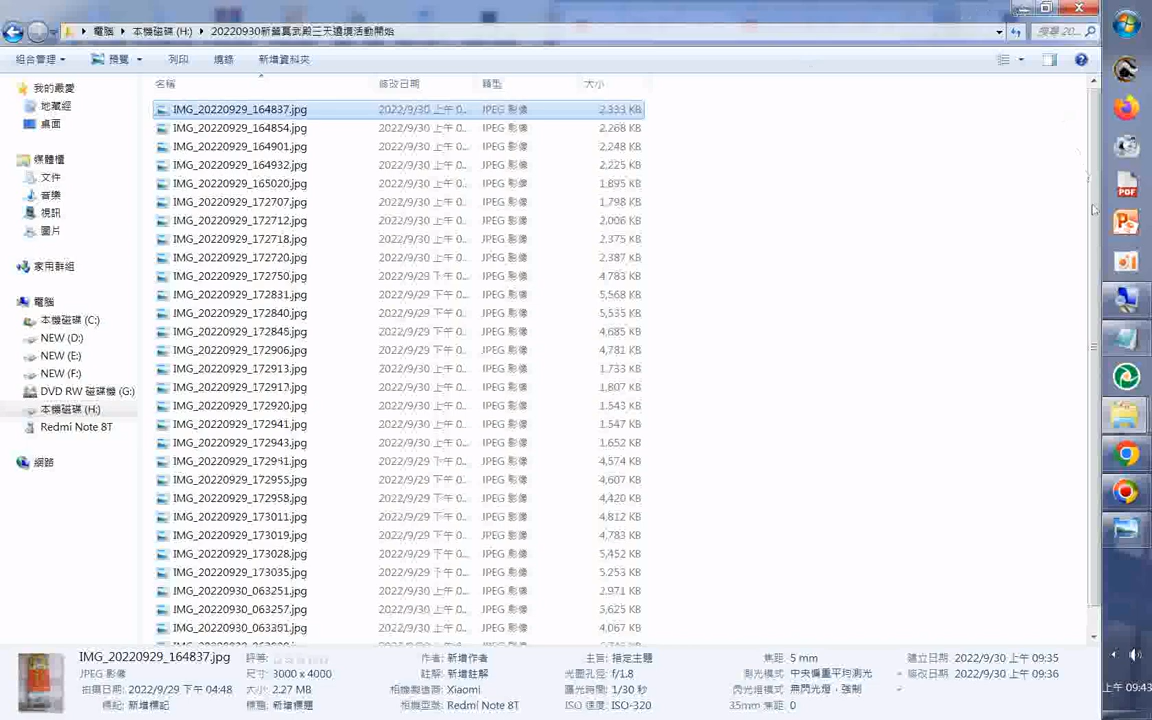 電腦 ▸ 本機磁碟 (H:) ▸ 20220930新營真武殿三天遶境活動開始
搜尋 20...
組合管理 預覽 列印 燒錄 新增資料夾
名稱 修改日期 類型 大小
我的最愛
地藏經
桌面
媒體櫃
文件
音樂
視訊
圖片
家用群組
電腦
本機磁碟 (C:)
NEW (D:)
NEW (E:)
NEW (F:)
DVD RW 磁碟機 (G:)
本機磁碟 (H:)
Redmi Note 8T
網路
IMG_20220929_164837.jpg 2022/9/30 上午 0... JPEG 影像 2,333 KB
IMG_20220929_164854.jpg 2022/9/30 上午 0... JPEG 影像 2,268 KB
IMG_20220929_164901.jpg 2022/9/30 上午 0... JPEG 影像 2,248 KB
IMG_20220929_164932.jpg 2022/9/30 上午 0... JPEG 影像 2,225 KB
IMG_20220929_165020.jpg 2022/9/30 上午 0... JPEG 影像 1,895 KB
IMG_20220929_172707.jpg 2022/9/30 上午 0... JPEG 影像 1,798 KB
IMG_20220929_172712.jpg 2022/9/30 上午 0... JPEG 影像 2,006 KB
IMG_20220929_172718.jpg 2022/9/30 上午 0... JPEG 影像 2,375 KB
IMG_20220929_172720.jpg 2022/9/30 上午 0... JPEG 影像 2,387 KB
IMG_20220929_172750.jpg 2022/9/29 下午 0... JPEG 影像 4,783 KB
IMG_20220929_172831.jpg 2022/9/29 下午 0... JPEG 影像 5,568 KB
IMG_20220929_172840.jpg 2022/9/29 下午 0... JPEG 影像 5,535 KB
IMG_20220929_172845.jpg 2022/9/29 下午 0... JPEG 影像 4,685 KB
IMG_20220929_172906.jpg 2022/9/29 下午 0... JPEG 影像 4,781 KB
IMG_20220929_172913.jpg 2022/9/30 上午 0... JPEG 影像 1,733 KB
IMG_20220929_172917.jpg 2022/9/30 上午 0... JPEG 影像 1,807 KB
IMG_20220929_172920.jpg 2022/9/30 上午 0... JPEG 影像 1,543 KB
IMG_20220929_172941.jpg 2022/9/30 上午 0... JPEG 影像 1,547 KB
IMG_20220929_172943.jpg 2022/9/30 上午 0... JPEG 影像 1,652 KB
2022/9/29 下午 0... JPEG 影像 4,574 KB
IMG_20220929_172955.jpg 2022/9/29 下午 0... JPEG 影像 4,607 KB
IMG_20220929_172958.jpg 2022/9/29 下午 0... JPEG 影像 4,420 KB
IMG_20220929_173011.jpg 2022/9/29 下午 0... JPEG 影像 4,812 KB
IMG_20220929_173019.jpg 2022/9/29 下午 0... JPEG 影像 4,783 KB
IMG_20220929_173028.jpg 2022/9/29 下午 0... JPEG 影像 5,452 KB
IMG_20220929_173035.jpg 2022/9/29 下午 0... JPEG 影像 5,253 KB
IMG_20220930_063251.jpg 2022/9/30 上午 0... JPEG 影像 2,971 KB
IMG_20220930_063257.jpg 2022/9/30 上午 0... JPEG 影像 3,625 KB
2022/9/30 上午 0... JPEG 影像 4,067 KB
IMG_20220929_164837.jpg 評等: 作者: 新增作者 主旨: 指定主題 焦距: 5 mm 建立日期: 2022/9/30 上午 09:35
JPEG 影像 尺寸: 3000 x 4000 註解: 新增註解 光圈孔徑: f/1.8 測光模式: 中央偏重平均測光 修改日期: 2022/9/30 上午 09:36
拍攝日期: 2022/9/29 下午 04:48 大小: 2.27 MB 相機製造商: Xiaomi 曝光時間: 1/30 秒 閃光燈模式: 無閃光燈，強制
標記: 新增標記 標題: 新增標題 相機型號: Redmi Note 8T ISO 速度: ISO-320 35mm 焦距: 0
PDF
上午 09:43